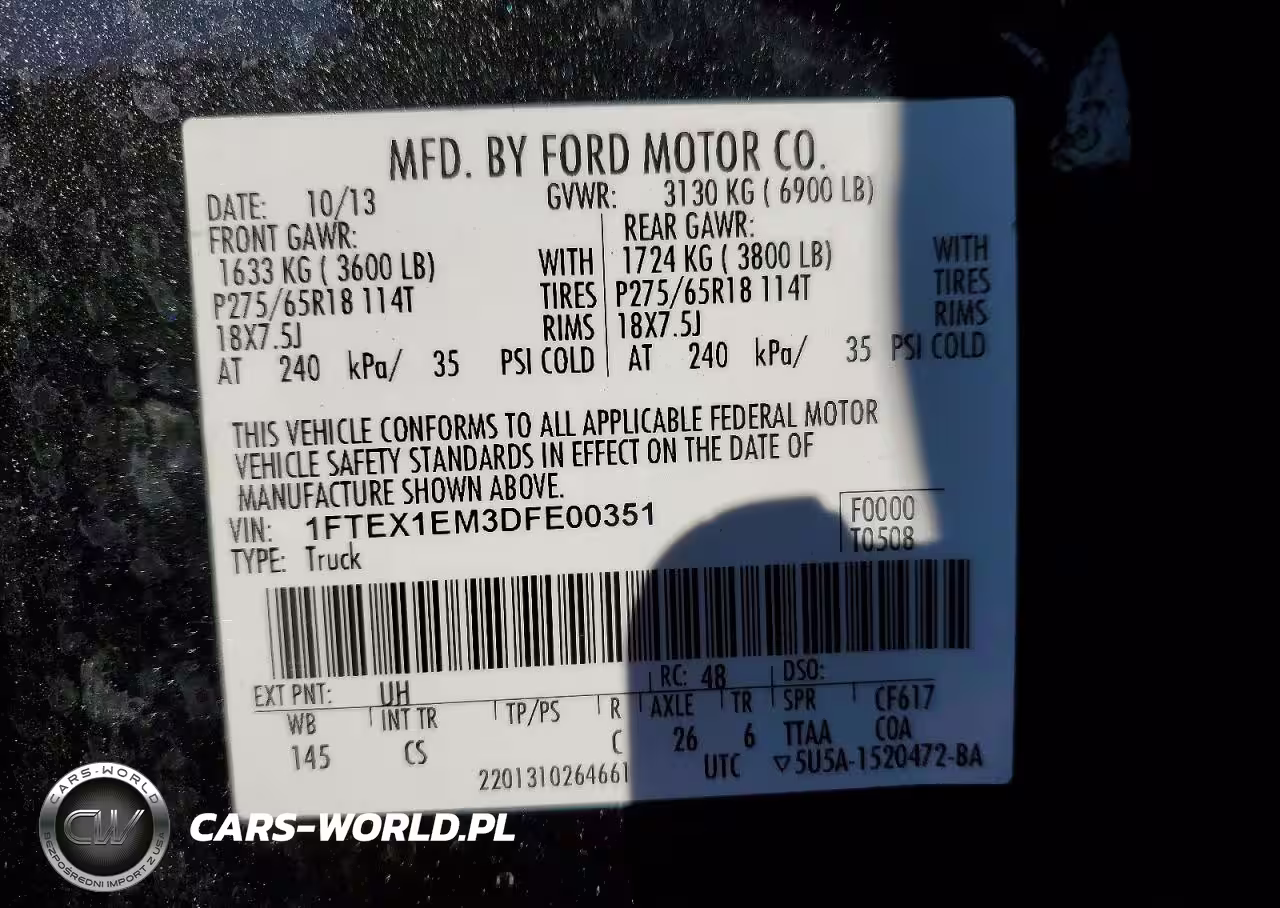 MFD. BY FORD MOTOR CO.
DATE: 10/13 GVWR: 3130 KG ( 6900 LB)
FRONT GAWR: REAR GAWR:
1633 KG ( 3600 LB) WITH 1724 KG ( 3800 LB) WITH
P275/65R18 114T TIRES P275/65R18 114T TIRES
18X7.5J RIMS 18X7.5J RIMS
AT 240 kPa/ 35 PSI COLD AT 240 kPa/ 35 PSI COLD
THIS VEHICLE CONFORMS TO ALL APPLICABLE FEDERAL MOTOR
VEHICLE SAFETY STANDARDS IN EFFECT ON THE DATE OF
MANUFACTURE SHOWN ABOVE.
VIN: 1FTEX1EM3DFE00351 F0000
TYPE: Truck T0508
EXT PNT: UH RC: 48 DSO:
WB INT TR TP/PS R AXLE TR SPR CF617
145 CS C 26 6 TTAA COA
2201310264661 UTC ▽5U5A-1520472-BA
CARS-WORLD
CW
BEZPOŚREDNI IMPORT Z USA
CARS-WORLD.PL